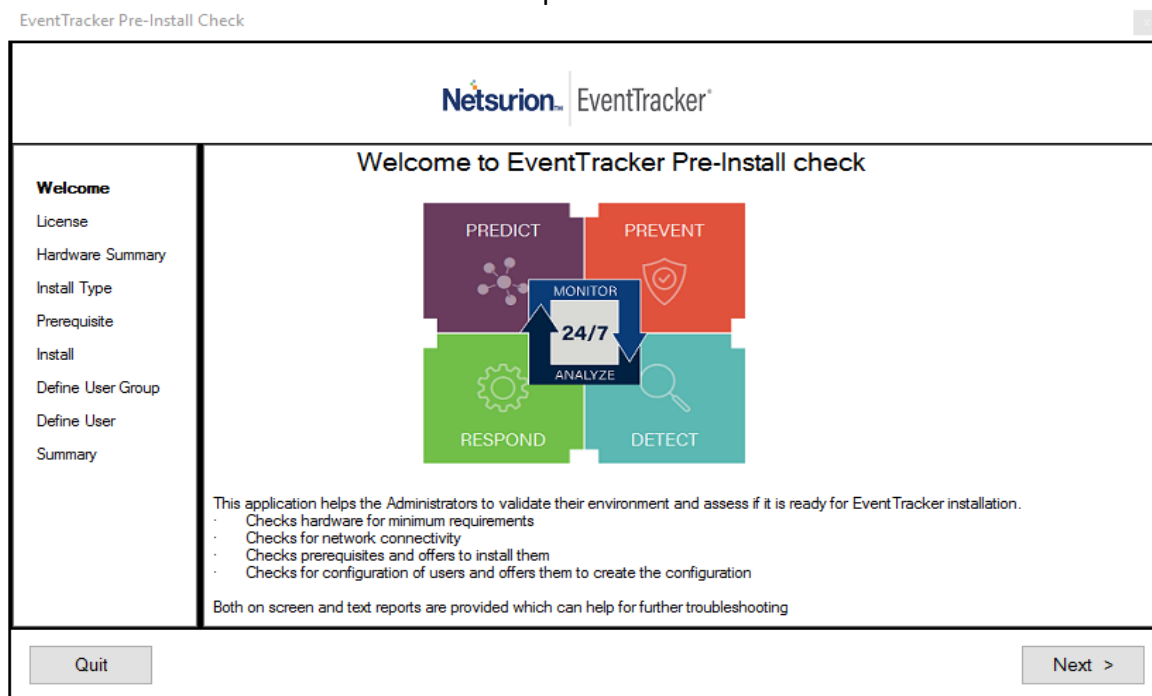 EventTracker Pre-Install Check
x
Netsurion™ EventTracker®
Welcome to EventTracker Pre-Install check
Welcome
License
Hardware Summary
Install Type
Prerequisite
Install
Define User Group
Define User
Summary
PREDICT
PREVENT
MONITOR
24/7
ANALYZE
RESPOND
DETECT
This application helps the Administrators to validate their environment and assess if it is ready for EventTracker installation.
· Checks hardware for minimum requirements
· Checks for network connectivity
· Checks prerequisites and offers to install them
· Checks for configuration of users and offers them to create the configuration
Both on screen and text reports are provided which can help for further troubleshooting
Quit
Next >